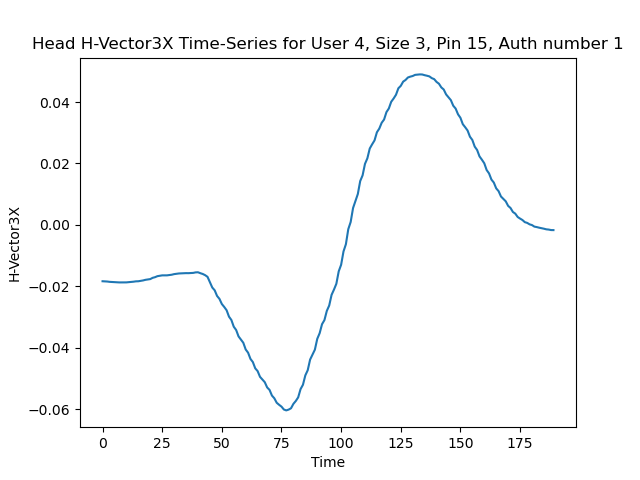 Head H-Vector3X Time-Series for User 4, Size 3, Pin 15, Auth number 1
0.04
0.02
0.00
−0.02
−0.04
−0.06
H-Vector3X
0 25 50 75 100 125 150 175
Time